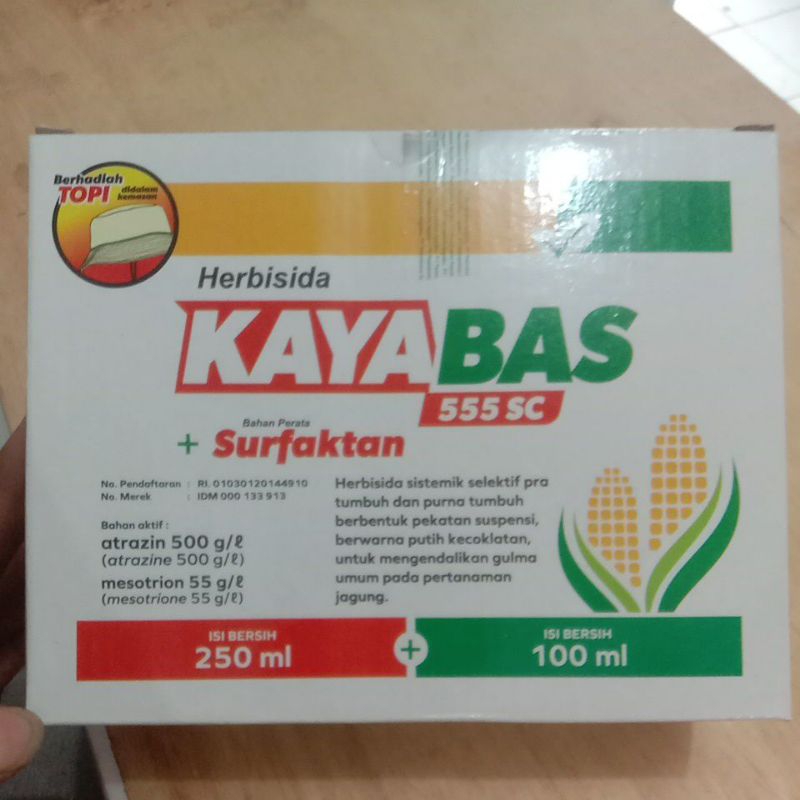 Berhadiah
TOPI didalam
kemasan
Herbisida
KAYABAS
555 SC
Bahan Perata
+ Surfaktan
No. Pendaftaran : RI. 01030120144910
No. Merek : IDM 000 133 913
Bahan aktif :
atrazin 500 g/ℓ
(atrazine 500 g/ℓ)
mesotrion 55 g/ℓ
(mesotrione 55 g/ℓ)
Herbisida sistemik selektif pra
tumbuh dan purna tumbuh
berbentuk pekatan suspensi,
berwarna putih kecoklatan,
untuk mengendalikan gulma
umum pada pertanaman
jagung.
ISI BERSIH
250 ml
+
ISI BERSIH
100 ml